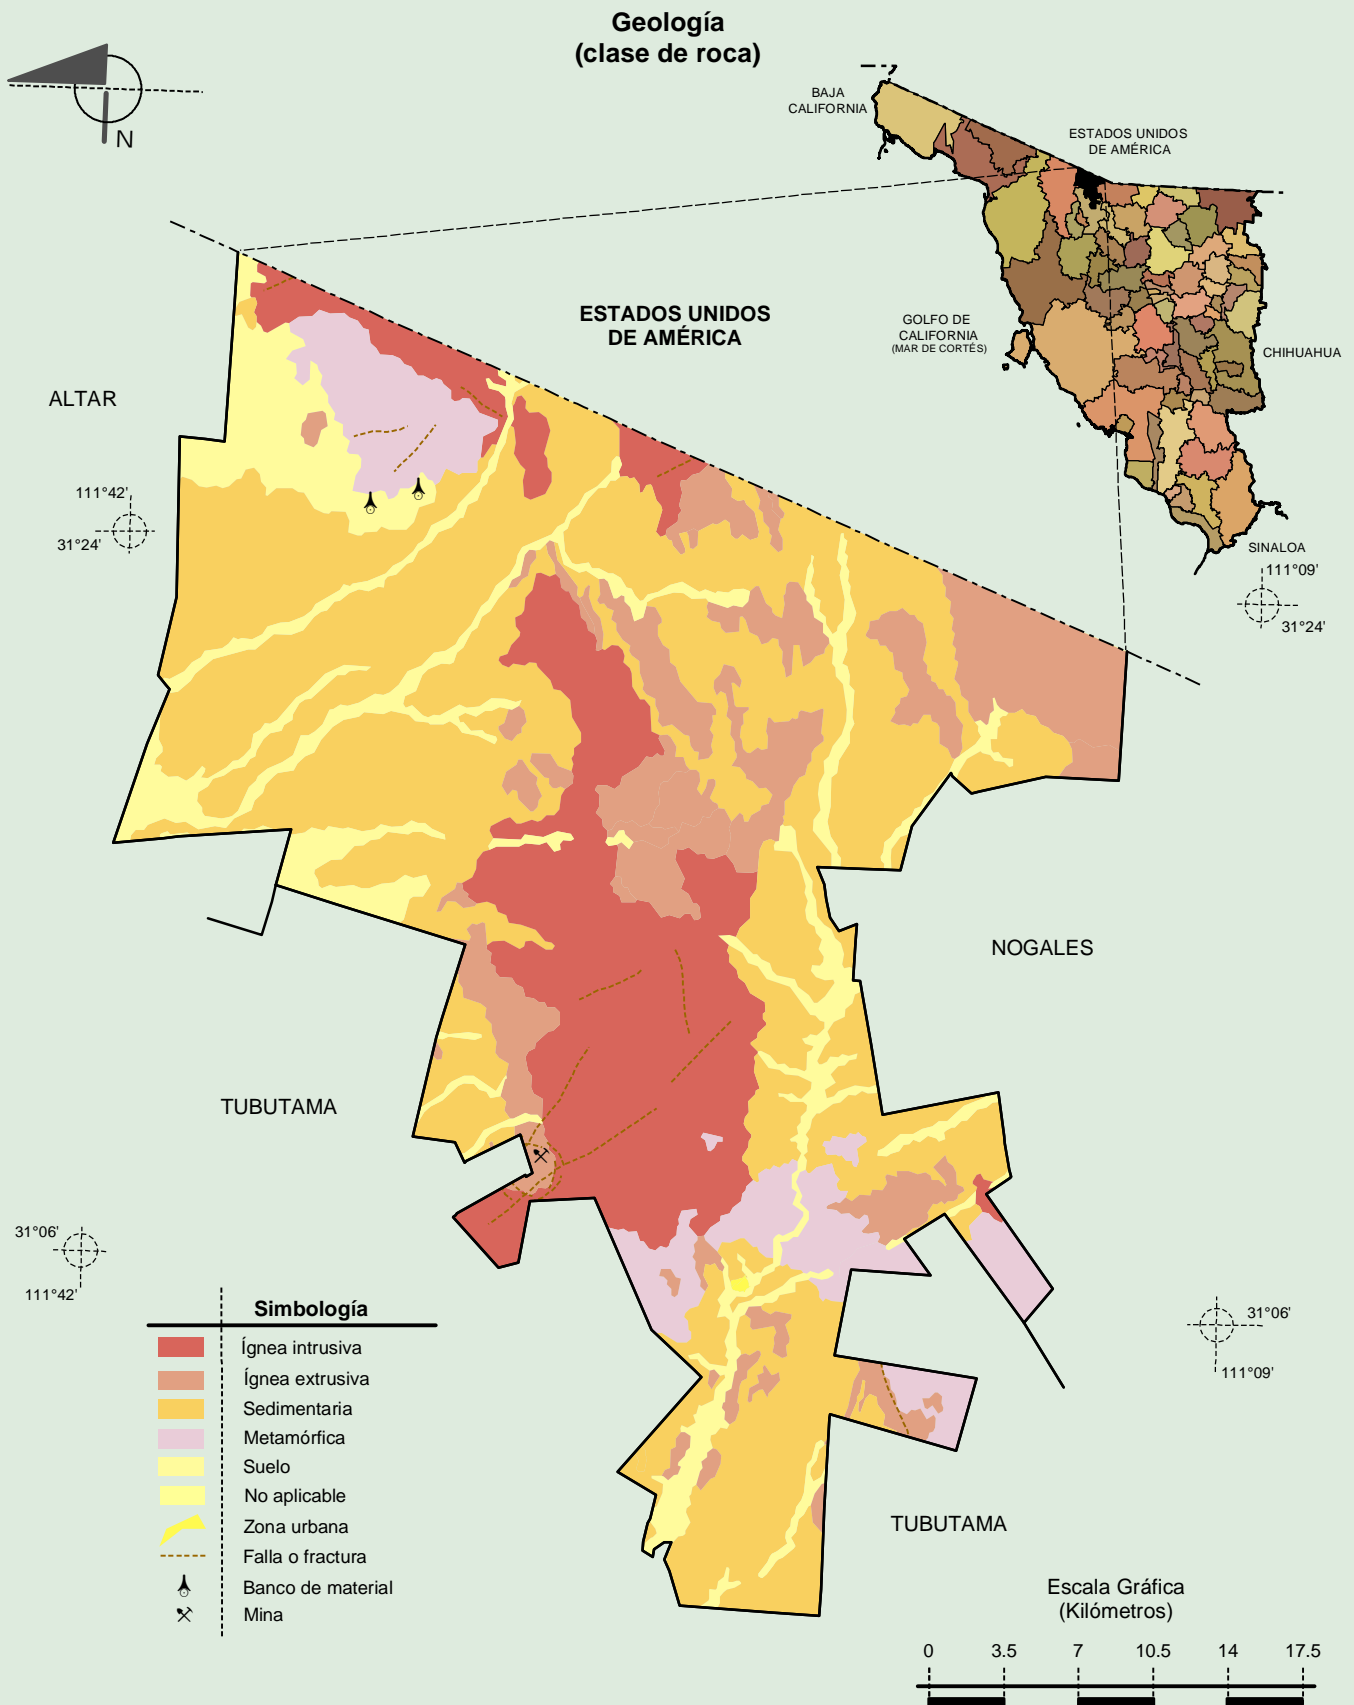 Geología
(clase de roca)
N
BAJA
CALIFORNIA
ESTADOS UNIDOS
DE AMÉRICA
GOLFO DE
CALIFORNIA
(MAR DE CORTÉS)
CHIHUAHUA
SINALOA
ESTADOS UNIDOS
DE AMÉRICA
ALTAR
111°42'
31°24'
111°09'
31°24'
NOGALES
TUBUTAMA
31°06'
111°42'
31°06'
111°09'
Simbología
Ígnea intrusiva
Ígnea extrusiva
Sedimentaria
Metamórfica
Suelo
No aplicable
Zona urbana
Falla o fractura
Banco de material
Mina
TUBUTAMA
Escala Gráfica
(Kilómetros)
0 3.5 7 10.5 14 17.5